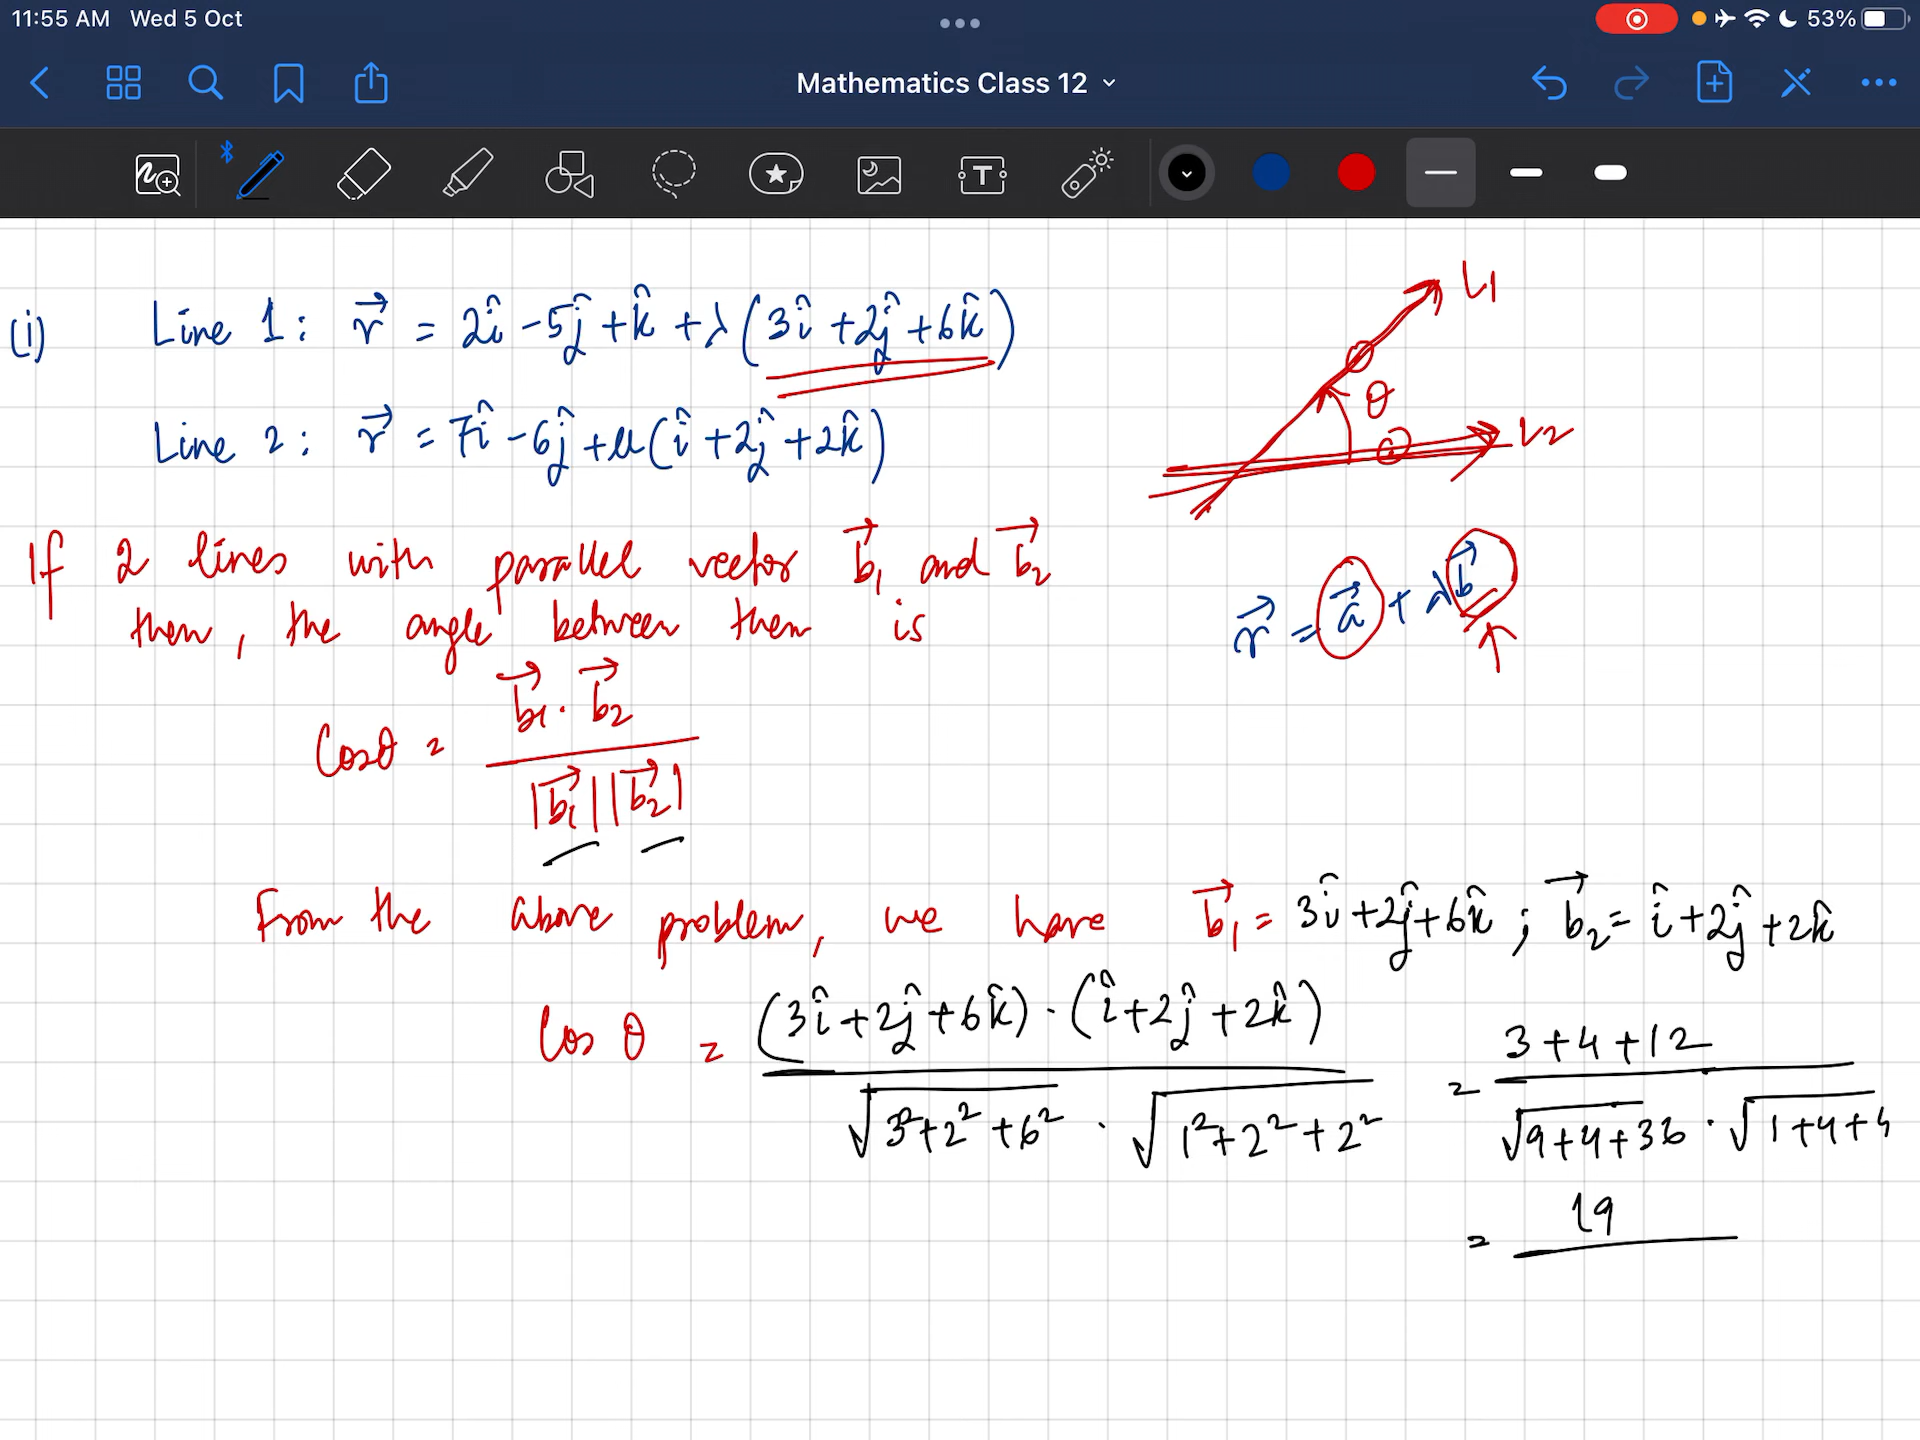 11:55 AM Wed 5 Oct
53%
Mathematics Class 12
T
(i) Line 1: r⃗ = 2î - 5ĵ + k̂ + λ(3î + 2ĵ + 6k̂)
Line 2: r⃗ = 7î - 6ĵ + μ(î + 2ĵ + 2k̂)
L1
θ
L2
If 2 lines with parallel vector b⃗₁ and b⃗₂
then, the angle between them is
r⃗ = a⃗ + λb⃗
Cosθ = b⃗₁ · b⃗₂ / |b⃗₁||b⃗₂|
From the above problem, we have b⃗₁ = 3î + 2ĵ + 6k̂ ; b⃗₂ = î + 2ĵ + 2k̂
Cos θ = (3î + 2ĵ + 6k̂) · (î + 2ĵ + 2k̂) / √3²+2²+6² · √1²+2²+2² = 3+4+12 / √9+4+36 · √1+4+4
= 19